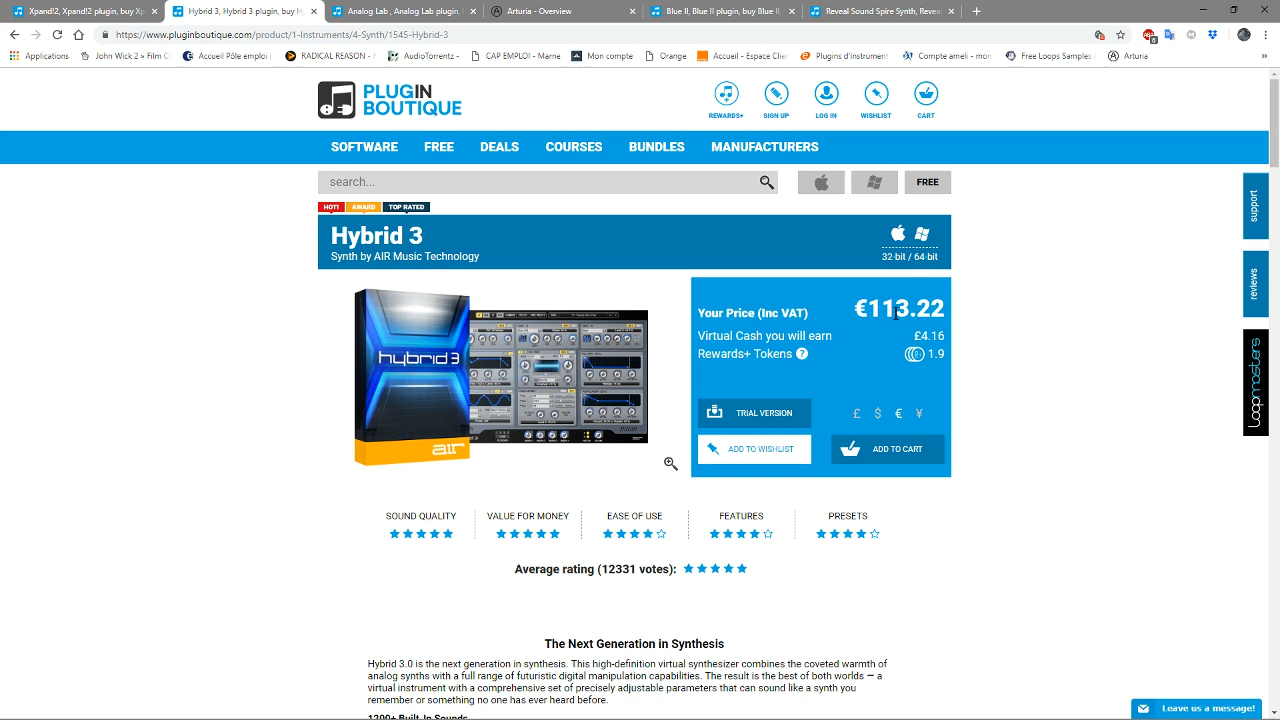 Xpand!2, Xpand!2 plugin, buy Xp
Hybrid 3, Hybrid 3 plugin, buy H
Analog Lab , Analog Lab plugin,
Arturia - Overview
Blue II, Blue II plugin, buy Blue
Reveal Sound Spire Synth, Reveal
https://www.pluginboutique.com/product/1-Instruments/4-Synth/1545-Hybrid-3
Applications
John Wick 2 » Film C
Accueil Pôle emploi
RADICAL REASON -
AudioTorrentz -
CAP EMPLOI - Marne
Mon compte
Orange
Accueil - Espace Clie
Plugins d'instrument
Compte ameli - mon
Free Loops Samples
Arturia
»
PLUGIN
BOUTIQUE
REWARDS+
SIGN UP
LOG IN
WISHLIST
CART
SOFTWARE
FREE
DEALS
COURSES
BUNDLES
MANUFACTURERS
search...
FREE
HOT!
AWARD
TOP RATED
Hybrid 3
Synth by AIR Music Technology
32-bit / 64-bit
hybrid 3
air
Your Price (Inc VAT)
€113.22
Virtual Cash you will earn
£4.16
Rewards+ Tokens ?
1.9
TRIAL VERSION
£ $ € ¥
ADD TO WISHLIST
ADD TO CART
support
reviews
loopmasters
SOUND QUALITY
VALUE FOR MONEY
EASE OF USE
FEATURES
PRESETS
Average rating (12331 votes):
The Next Generation in Synthesis
Hybrid 3.0 is the next generation in synthesis. This high-definition virtual synthesizer combines the coveted warmth of
analog synths with a full range of futuristic digital manipulation capabilities. The result is the best of both worlds — a
virtual instrument with a comprehensive set of precisely adjustable parameters that can sound like a synth you
remember or something no one has ever heard before.
1200+ Built-In Sounds
Leave us a message!